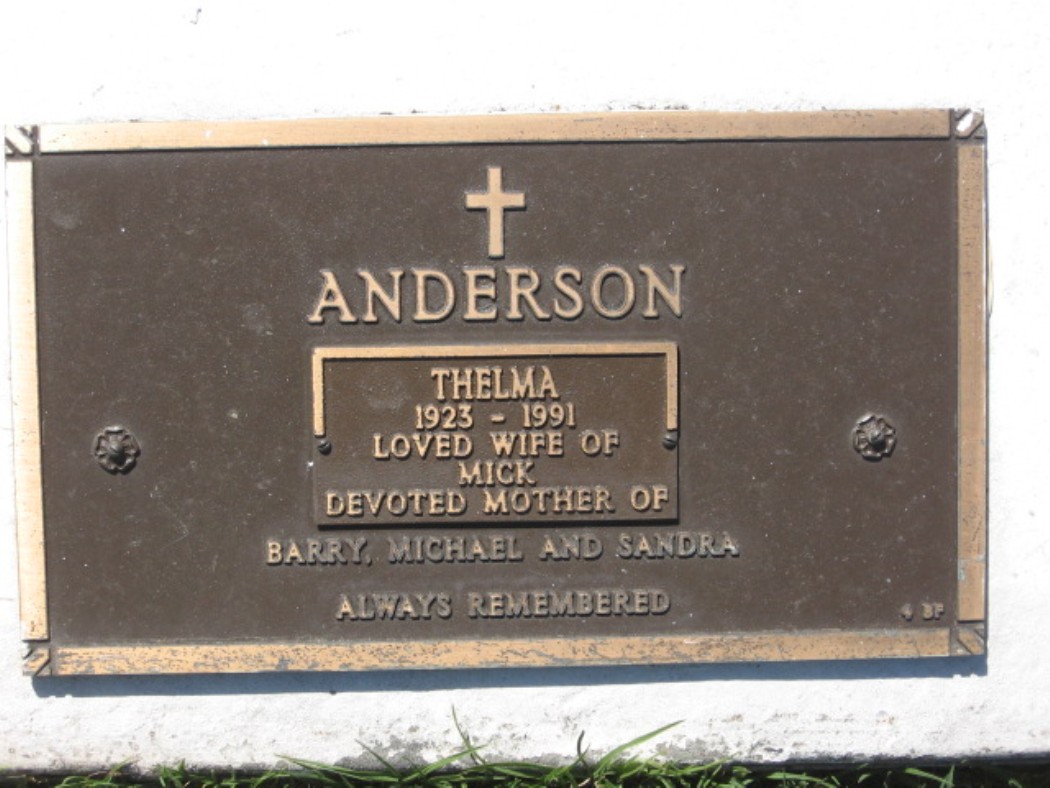 ANDERSON
THELMA
1923 - 1991
LOVED WIFE OF
MICK
DEVOTED MOTHER OF
BARRY, MICHAEL AND SANDRA
ALWAYS REMEMBERED
4 BF